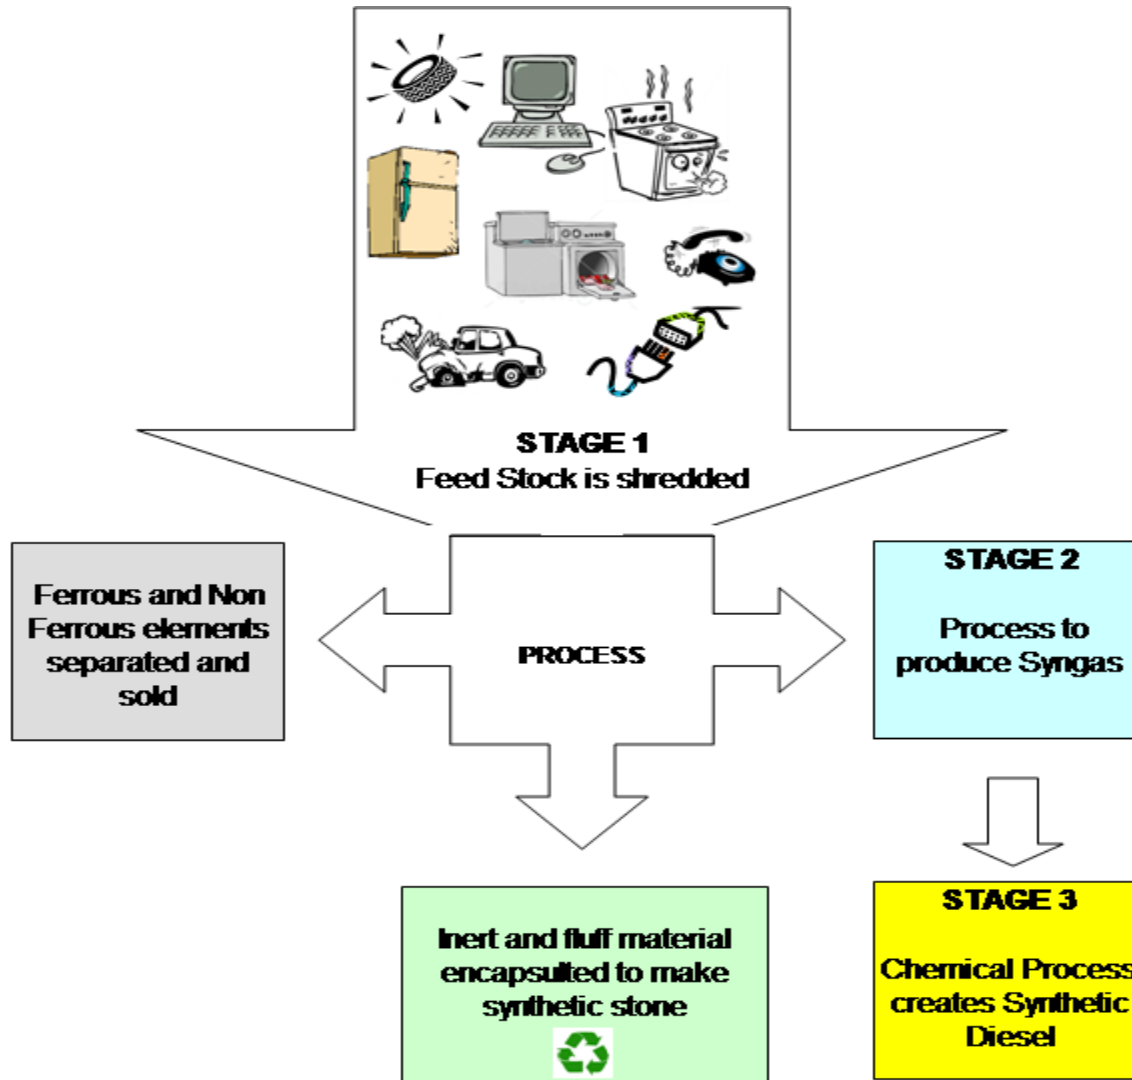 STAGE 1
Feed Stock is shredded
Ferrous and Non
Ferrous elements
separated and
sold
PROCESS
STAGE 2
Process to
produce Syngas
Inert and fluff material
encapsulted to make
synthetic stone
STAGE 3
Chemical Process
creates Synthetic
Diesel